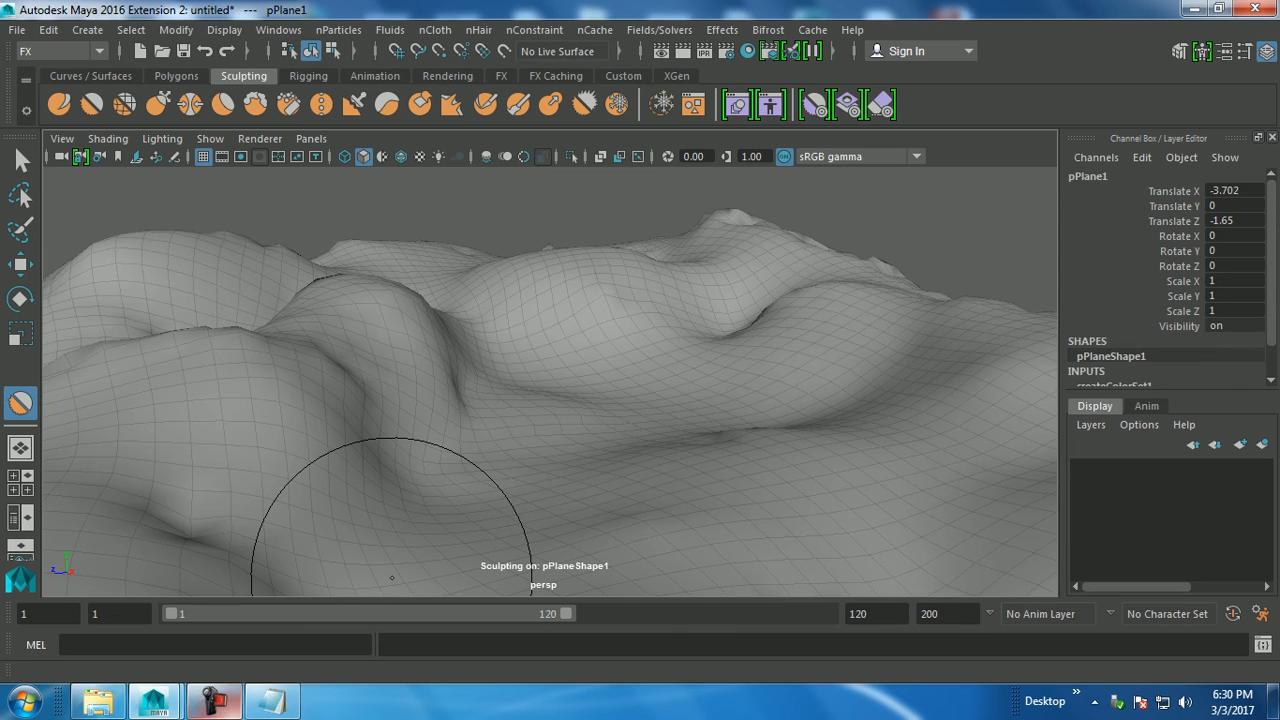 Autodesk Maya 2016 Extension 2: untitled* --- pPlane1
File Edit Create Select Modify Display Windows nParticles Fluids nCloth nHair nConstraint nCache Fields/Solvers Effects Bifrost Cache Help
FX No Live Surface Sign In
Curves / Surfaces Polygons Sculpting Rigging Animation Rendering FX FX Caching Custom XGen
IPR
View Shading Lighting Show Renderer Panels
0.00 1.00 sRGB gamma
Channel Box / Layer Editor
Channels Edit Object Show
pPlane1
Translate X -3.702
Translate Y 0
Translate Z -1.65
Rotate X 0
Rotate Y 0
Rotate Z 0
Scale X 1
Scale Y 1
Scale Z 1
Visibility on
SHAPES
pPlaneShape1
INPUTS
createColorSet1
Display Anim
Layers Options Help
Sculpting on: pPlaneShape1
persp
y
z x
1 1 1 120 120 200 No Anim Layer No Character Set
MEL
MAYA
Desktop »
6:30 PM
3/3/2017